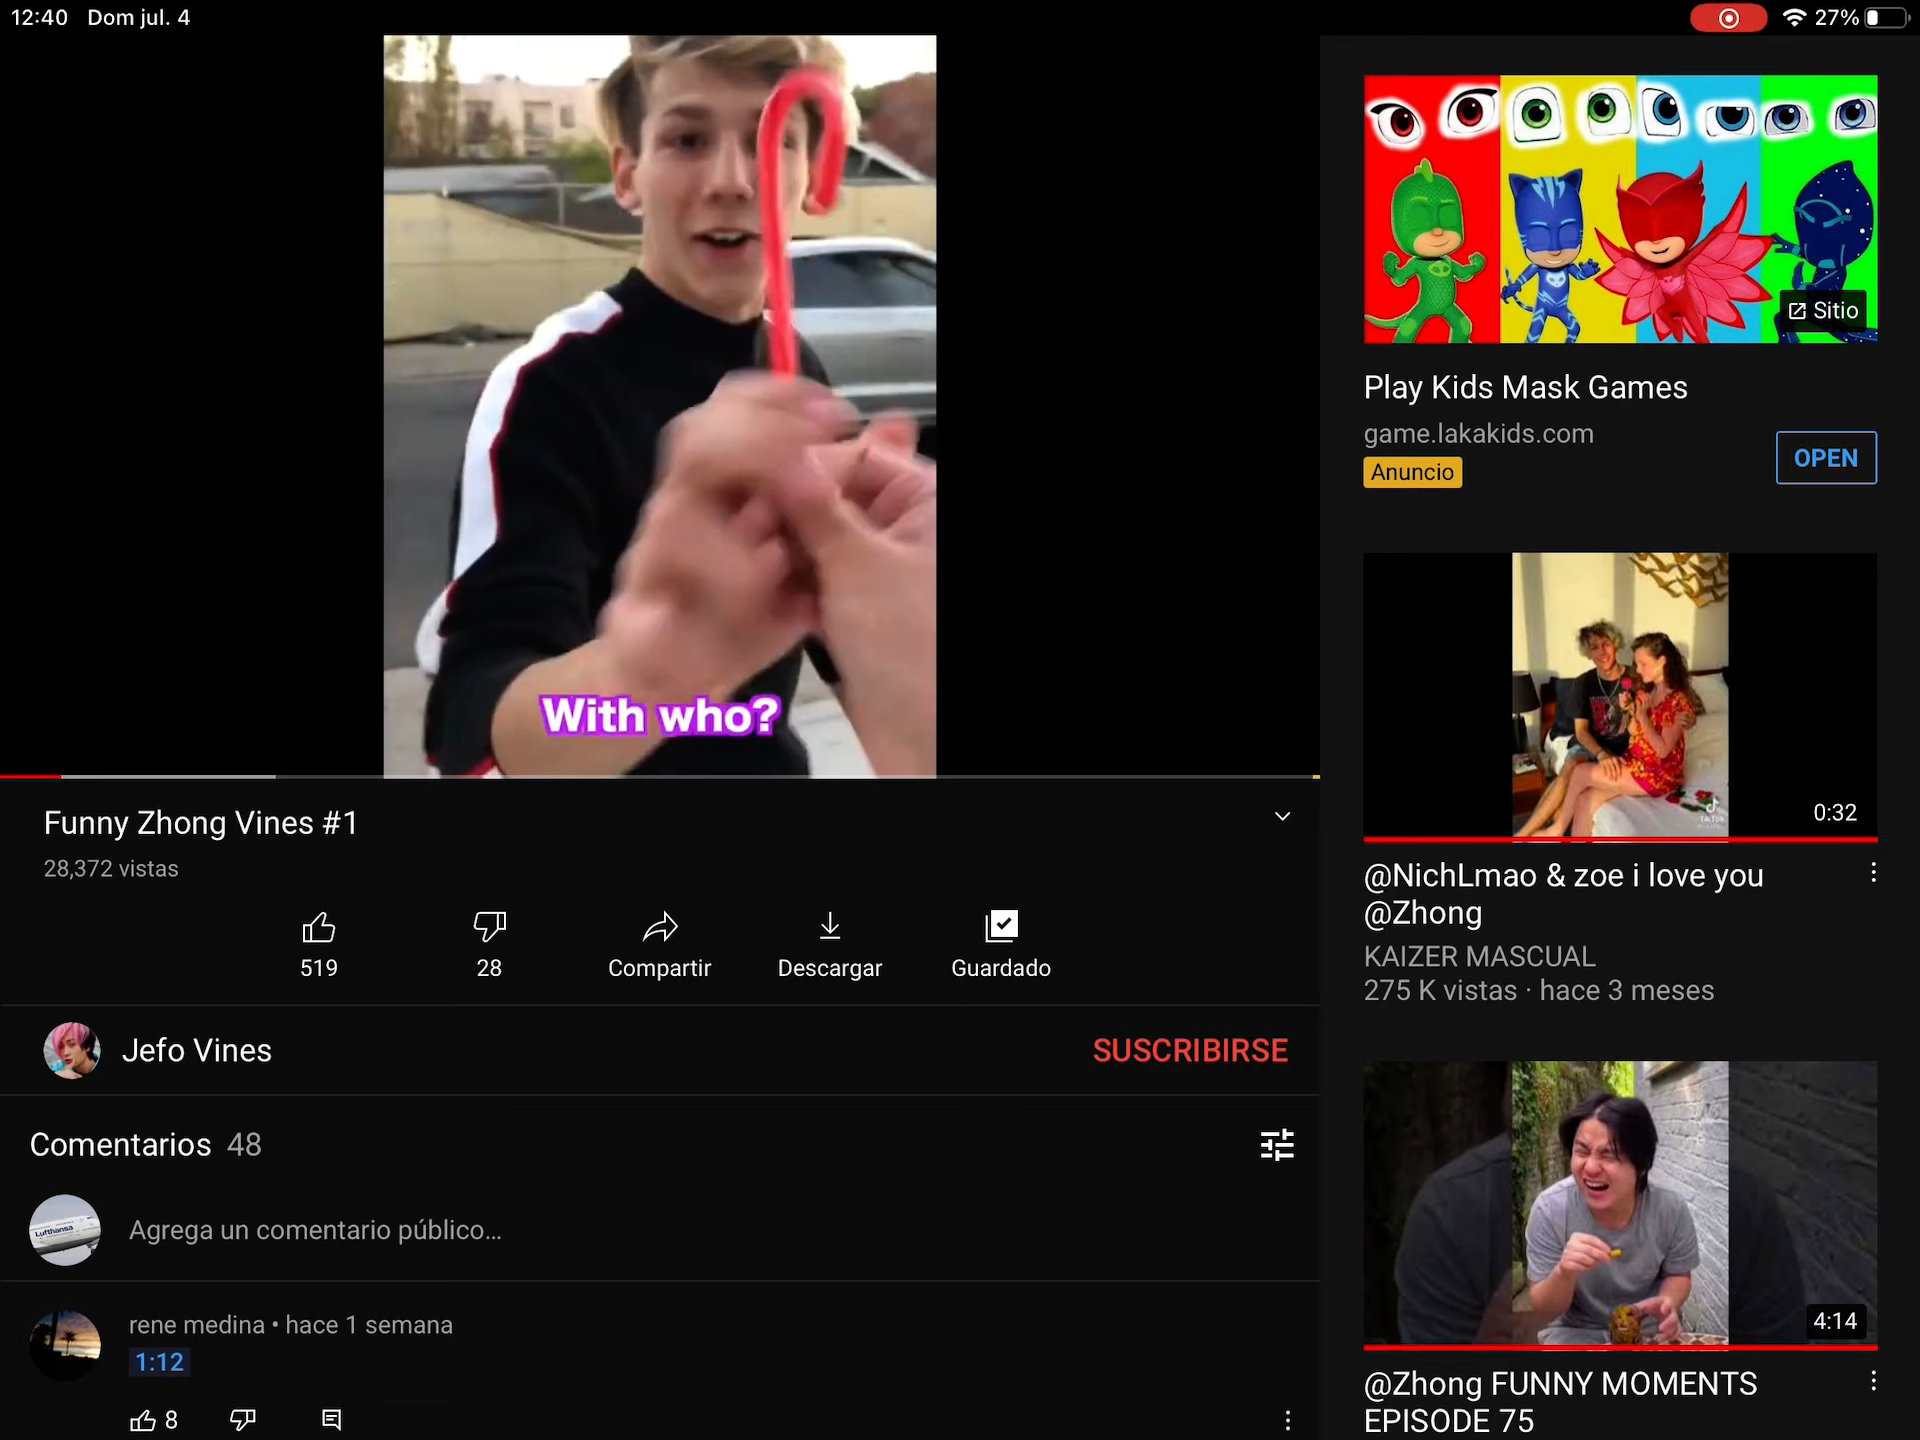 12:40 Dom jul. 4
27%
With who?
Funny Zhong Vines #1
28,372 vistas
519
28
Compartir
Descargar
Guardado
Jefo Vines
SUSCRIBIRSE
Comentarios 48
Lufthansa
Agrega un comentario público...
rene medina • hace 1 semana
1:12
8
Sitio
Play Kids Mask Games
game.lakakids.com
Anuncio
OPEN
TikTok
0:32
@NichLmao & zoe i love you
@Zhong
KAIZER MASCUAL
275 K vistas · hace 3 meses
4:14
@Zhong FUNNY MOMENTS
EPISODE 75